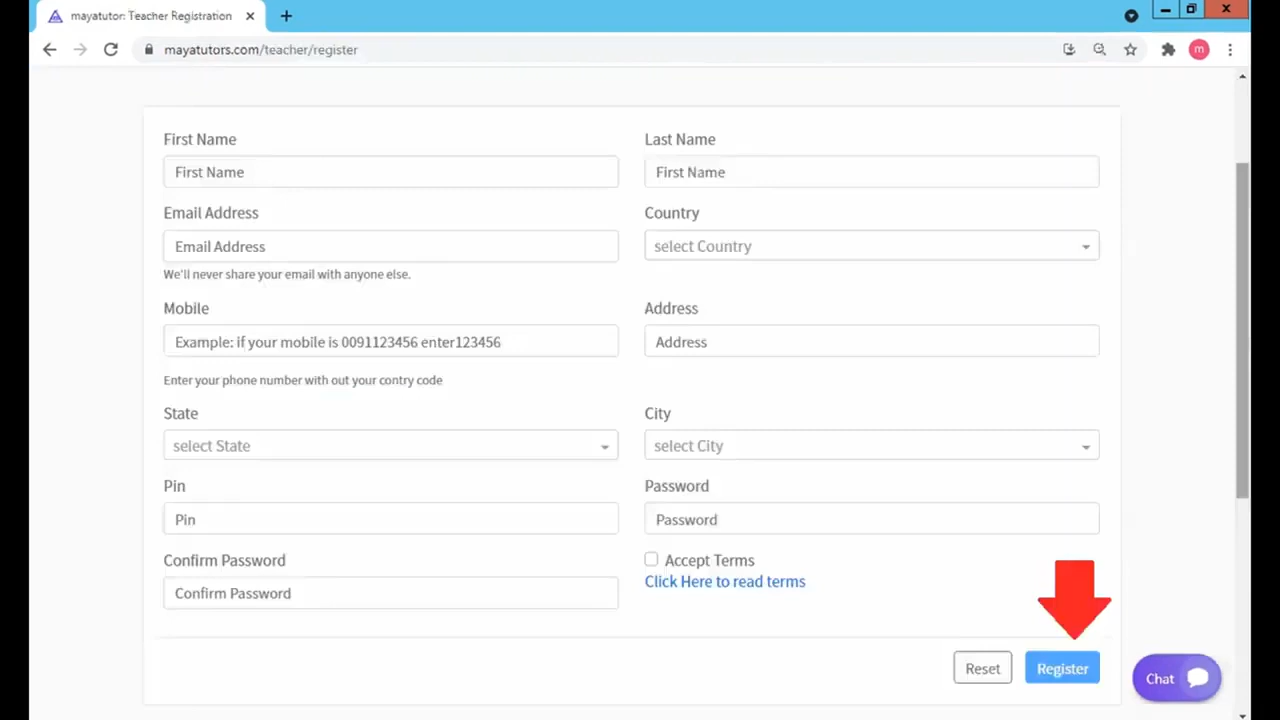 mayatutor: Teacher Registration
mayatutors.com/teacher/register
m
First Name
Last Name
First Name
First Name
Email Address
Country
Email Address
select Country
We'll never share your email with anyone else.
Mobile
Address
Example: if your mobile is 0091123456 enter123456
Address
Enter your phone number with out your contry code
State
City
select State
select City
Pin
Password
Pin
Password
Confirm Password
Accept Terms
Click Here to read terms
Confirm Password
Reset
Register
Chat